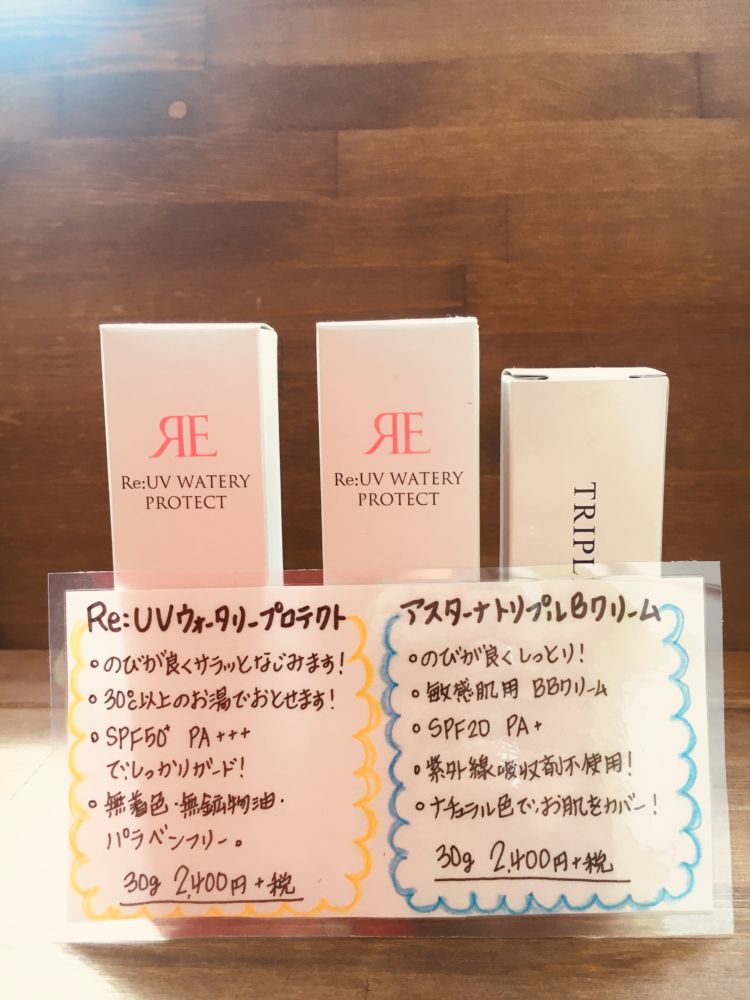 RE
Re:UV WATERY
PROTECT
RE
Re:UV WATERY
PROTECT
TRIPL
Re:UVウォータリープロテクト
・のびが良くサラッとなじみます!
・30℃以上のお湯でおとせます!
・SPF50+ PA+++
でしっかりガード!
・無着色・無鉱物油・
パラベンフリー。
30g 2,400円+税
アスターナトリプルBクリーム
・のびが良くしっとり!
・敏感肌用 BBクリーム
・SPF20 PA+
・紫外線吸収剤不使用!
・ナチュラル色で、お肌をカバー!
30g 2,400円+税